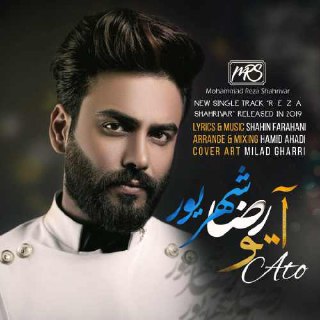 MRS
Mohammad Reza Shahrivar
NEW SINGLE TRACK "R E Z A
SHAHRIVAR" RELEASED IN 2019
LYRICS & MUSIC SHAHIN FARAHANI
ARRANGE & MIXING HAMID AHADI
COVER ART MILAD GHARRI
رضا شهریور
آتو
Ato